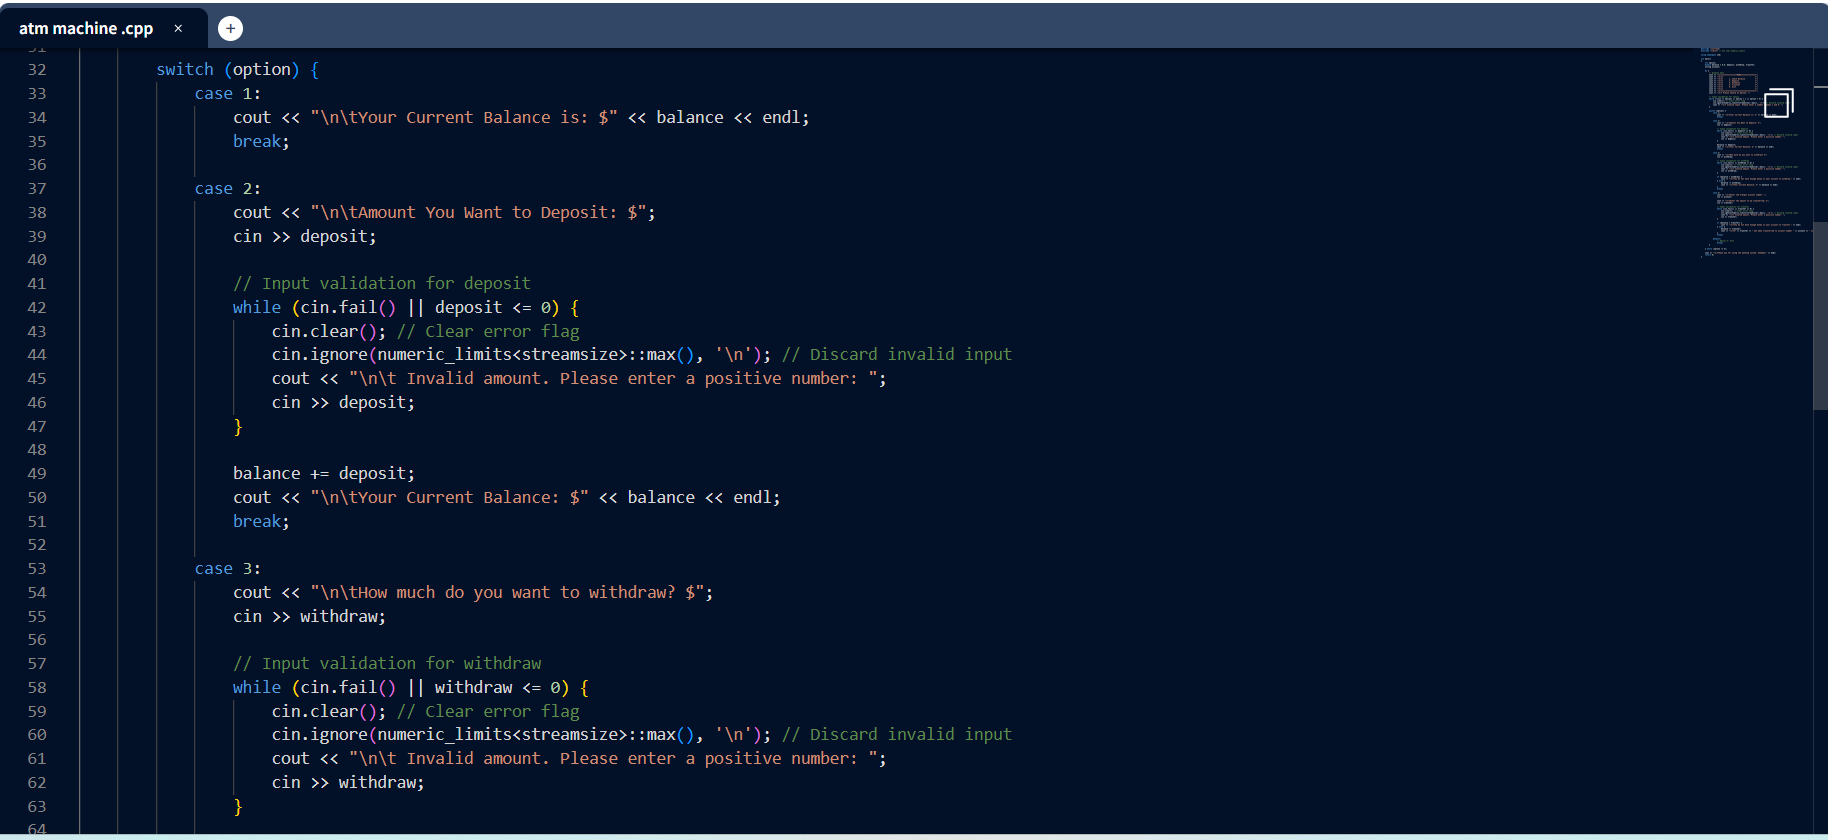 atm machine .cpp × +
31
32 switch (option) {
33 case 1:
34 cout << "\n\tYour Current Balance is: $" << balance << endl;
35 break;
36
37 case 2:
38 cout << "\n\tAmount You Want to Deposit: $";
39 cin >> deposit;
40
41 // Input validation for deposit
42 while (cin.fail() || deposit <= 0) {
43 cin.clear(); // Clear error flag
44 cin.ignore(numeric_limits<streamsize>::max(), '\n'); // Discard invalid input
45 cout << "\n\t Invalid amount. Please enter a positive number: ";
46 cin >> deposit;
47 }
48
49 balance += deposit;
50 cout << "\n\tYour Current Balance: $" << balance << endl;
51 break;
52
53 case 3:
54 cout << "\n\tHow much do you want to withdraw? $";
55 cin >> withdraw;
56
57 // Input validation for withdraw
58 while (cin.fail() || withdraw <= 0) {
59 cin.clear(); // Clear error flag
60 cin.ignore(numeric_limits<streamsize>::max(), '\n'); // Discard invalid input
61 cout << "\n\t Invalid amount. Please enter a positive number: ";
62 cin >> withdraw;
63 }
64